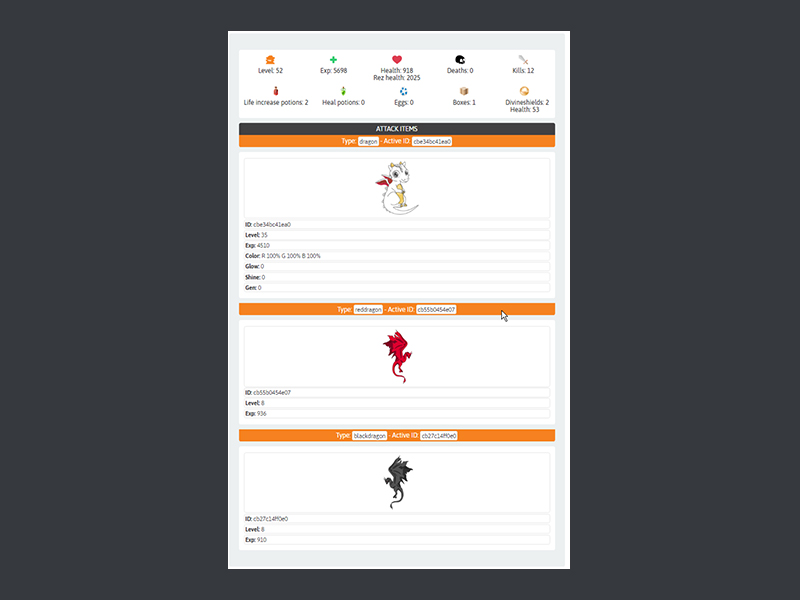 Level: 52 Exp: 5698 Health: 918 Deaths: 0 Kills: 12
Rez health: 2025
Life increase potions: 2 Heal potions: 0 Eggs: 0 Boxes: 1 Divineshields: 2
Health: 53
ATTACK ITEMS
Type: dragon - Active ID: cbe34bc41ea0
ID: cbe34bc41ea0
Level: 35
Exp: 4510
Color: R 100% G 100% B 100%
Glow: 0
Shine: 0
Gen: 0
Type: reddragon - Active ID: cb55b0454e07
ID: cb55b0454e07
Level: 8
Exp: 936
Type: blackdragon - Active ID: cb27c14ff0e0
ID: cb27c14ff0e0
Level: 8
Exp: 910